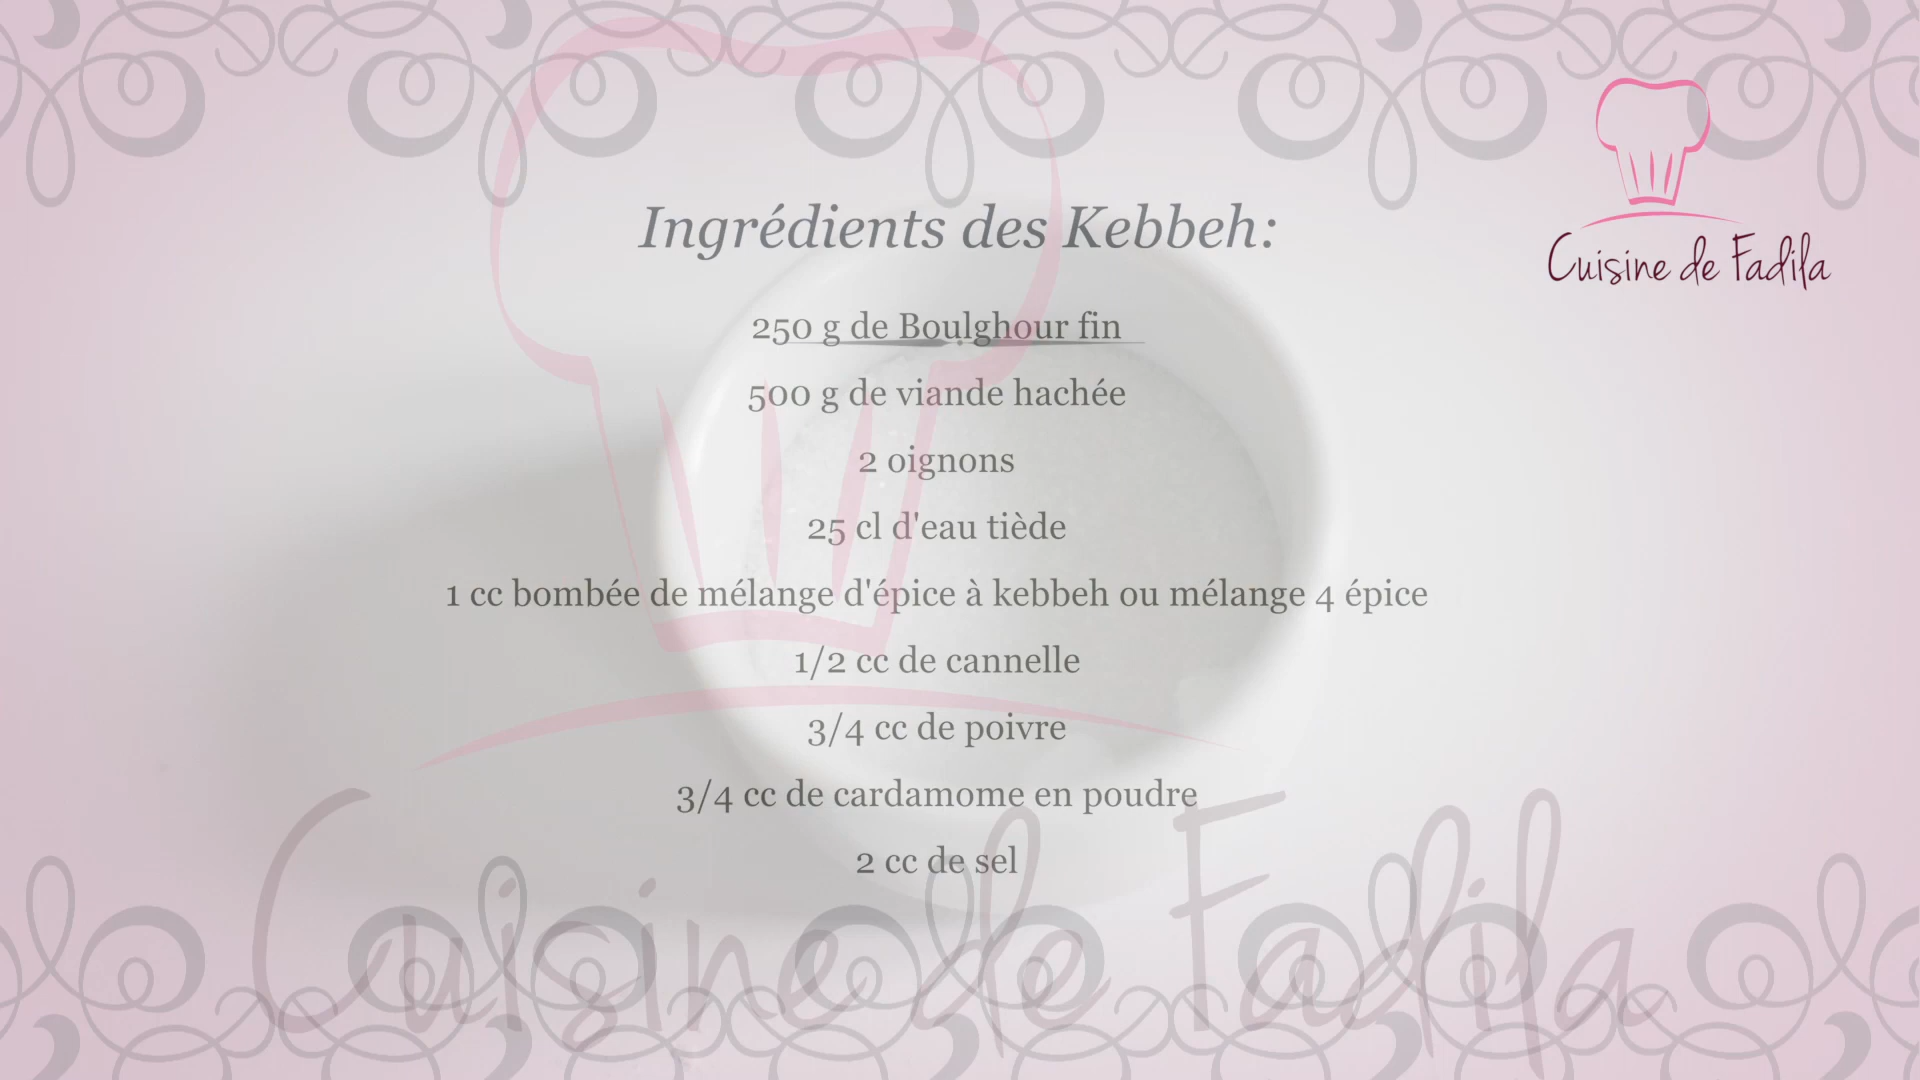 Ingrédients des Kebbeh:
Cuisine de Fadila
250 g de Boulghour fin
500 g de viande hachée
2 oignons
25 cl d'eau tiède
1 cc bombée de mélange d'épice à kebbeh ou mélange 4 épice
1/2 cc de cannelle
3/4 cc de poivre
3/4 cc de cardamome en poudre
2 cc de sel
Cuisine de Fadila